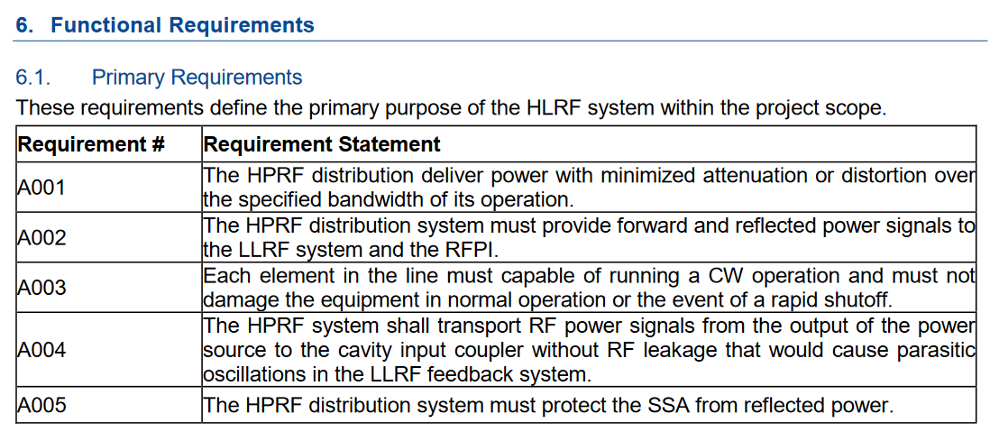 6. Functional Requirements
6.1. Primary Requirements
These requirements define the primary purpose of the HLRF system within the project scope.
Requirement # Requirement Statement
A001 The HPRF distribution deliver power with minimized attenuation or distortion over
the specified bandwidth of its operation.
A002 The HPRF distribution system must provide forward and reflected power signals to
the LLRF system and the RFPI.
A003 Each element in the line must capable of running a CW operation and must not
damage the equipment in normal operation or the event of a rapid shutoff.
A004 The HPRF system shall transport RF power signals from the output of the power
source to the cavity input coupler without RF leakage that would cause parasitic
oscillations in the LLRF feedback system.
A005 The HPRF distribution system must protect the SSA from reflected power.